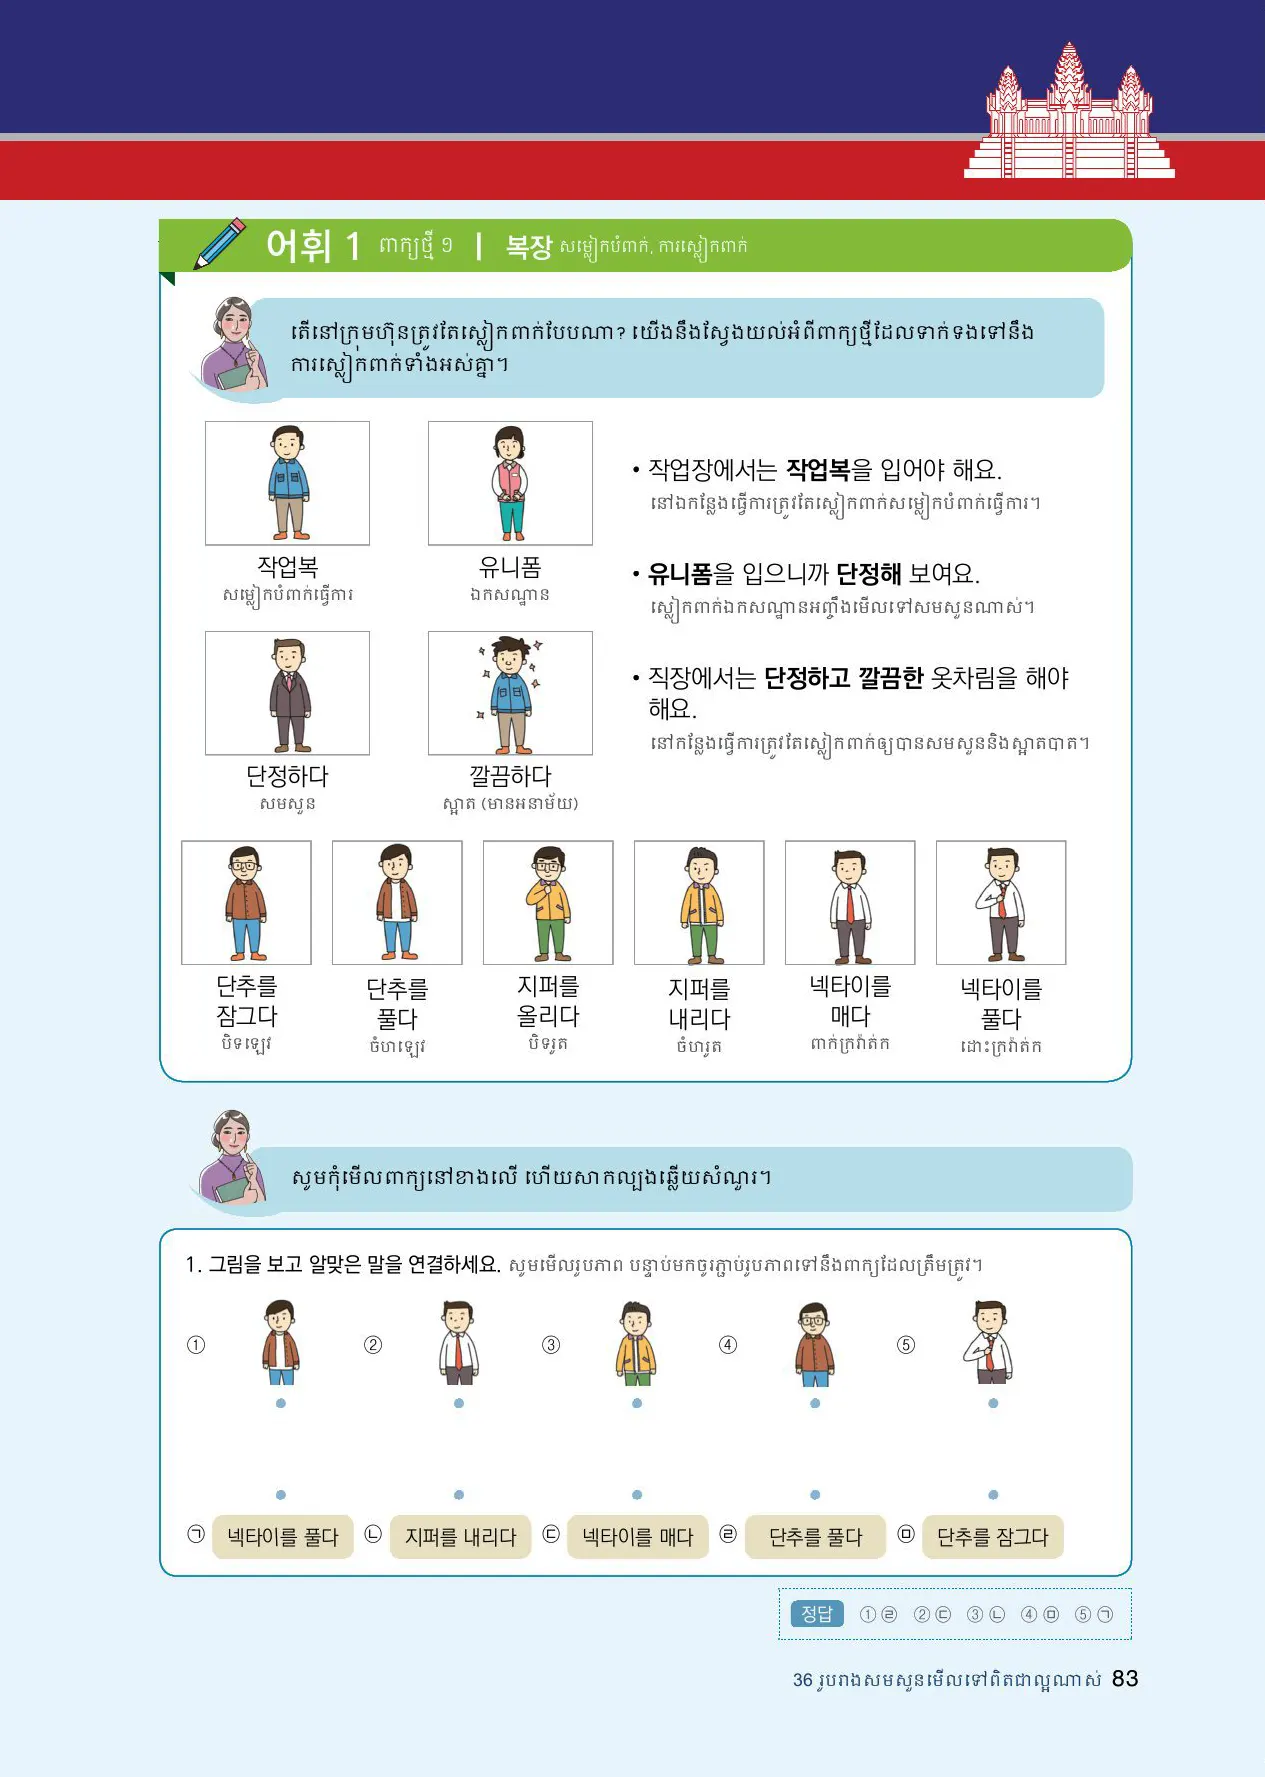 어휘 1 ពាក្យថ្មី ១ | 복장 សម្លៀកបំពាក់, ការស្លៀកពាក់
តើនៅក្រុមហ៊ុនត្រូវតែស្លៀកពាក់បែបណា? យើងនឹងស្វែងយល់អំពីពាក្យថ្មីដែលទាក់ទងទៅនឹង
ការស្លៀកពាក់ទាំងអស់គ្នា។
작업복
សម្លៀកបំពាក់ធ្វើការ
유니폼
ឯកសណ្ឋាន
단정하다
សមសួន
깔끔하다
ស្អាត (មានអនាម័យ)
• 작업장에서는 작업복을 입어야 해요.
នៅឯកន្លែងធ្វើការត្រូវតែស្លៀកពាក់សម្លៀកបំពាក់ធ្វើការ។
• 유니폼을 입으니까 단정해 보여요.
ស្លៀកពាក់ឯកសណ្ឋានអញ្ចឹងមើលទៅសមសួនណាស់។
• 직장에서는 단정하고 깔끔한 옷차림을 해야
해요.
នៅកន្លែងធ្វើការត្រូវតែស្លៀកពាក់ឲ្យបានសមសួននិងស្អាតបាត។
단추를
잠그다
បិទឡេវ
단추를
풀다
ចំហឡេវ
지퍼를
올리다
បិទរូត
지퍼를
내리다
ចំហរូត
넥타이를
매다
ពាក់ក្រវ៉ាត់ក
넥타이를
풀다
ដោះក្រវ៉ាត់ក
សូមកុំមើលពាក្យនៅខាងលើ ហើយសាកល្បងឆ្លើយសំណួរ។
1. 그림을 보고 알맞은 말을 연결하세요. សូមមើលរូបភាព បន្ទាប់មកចូរភ្ជាប់រូបភាពទៅនឹងពាក្យដែលត្រឹមត្រូវ។
① ② ③ ④ ⑤
㉠ 넥타이를 풀다 ㉡ 지퍼를 내리다 ㉢ 넥타이를 매다 ㉣ 단추를 풀다 ㉤ 단추를 잠그다
정답 ①㉣ ②㉢ ③㉡ ④㉤ ⑤㉠
36 រូបរាងសមសួនមើលទៅពិតជាល្អណាស់ 83